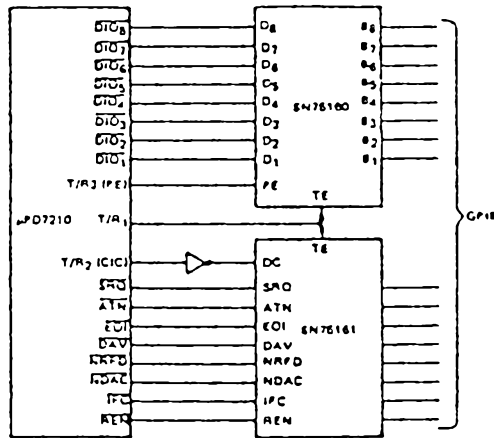 DIO8 D8 B8
DIO7 D7 B7
DIO6 D6 B6
DIO5 C5 B5
DIO4 D4 B4
SN75160
DIO3 D3 B3
DIO2 D2 B2
DIO1 D1 B1
T/R3 (PE) PE
TE
µPD7210 T/R1 GPIB
TE
T/R2 (CIC) DC
SRQ SRQ
ATN ATN
EOI EOI SN75161
DAV DAV
NRFD NRFD
NDAC NDAC
IFC IFC
REN REN